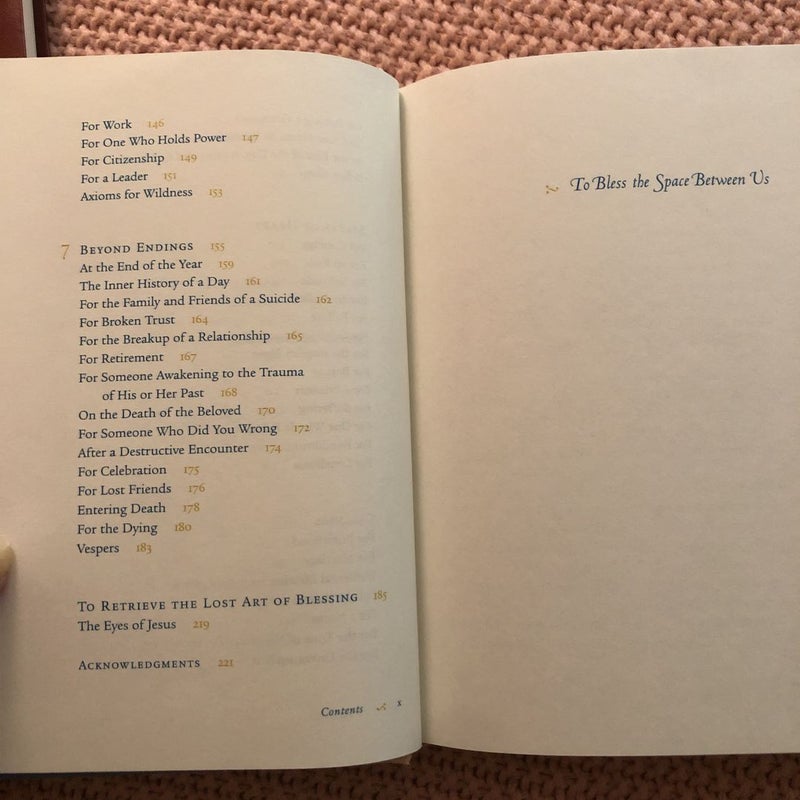 For Work 146
For One Who Holds Power 147
For Citizenship 149
For a Leader 151
Axioms for Wildness 153
7 Beyond Endings 155
At the End of the Year 159
The Inner History of a Day 161
For the Family and Friends of a Suicide 162
For Broken Trust 164
For the Breakup of a Relationship 165
For Retirement 167
For Someone Awakening to the Trauma
of His or Her Past 168
On the Death of the Beloved 170
For Someone Who Did You Wrong 172
After a Destructive Encounter 174
For Celebration 175
For Lost Friends 176
Entering Death 178
For the Dying 180
Vespers 183
To Retrieve the Lost Art of Blessing 185
The Eyes of Jesus 219
Acknowledgments 221
Contents x
To Bless the Space Between Us